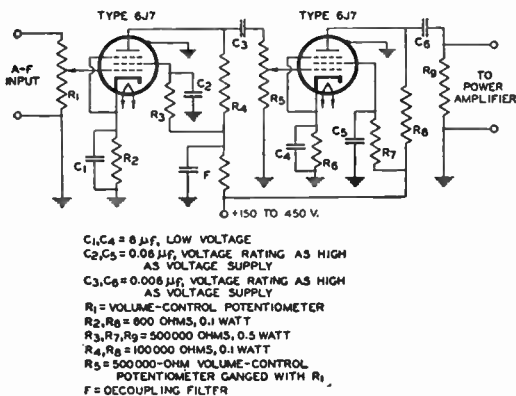 TYPE 6J7
TYPE 6J7
A-F
INPUT
R₁
C₁
R₂
R₃
C₂
R₄
F
C₃
R₅
C₄
R₆
C₅
R₇
R₈
C₆
R₉
TO
POWER
AMPLIFIER
+150 TO 450 V.
C₁,C₄ = 8 µf, LOW VOLTAGE
C₂,C₅ = 0.06 µf, VOLTAGE RATING AS HIGH
AS VOLTAGE SUPPLY
C₃,C₆ = 0.006 µf, VOLTAGE RATING AS HIGH
AS VOLTAGE SUPPLY
R₁ = VOLUME-CONTROL POTENTIOMETER
R₂,R₆ = 600 OHMS, 0.1 WATT
R₃,R₇,R₉ = 500000 OHMS, 0.5 WATT
R₄,R₈ = 100000 OHMS, 0.1 WATT
R₅ = 500000-OHM VOLUME-CONTROL
POTENTIOMETER GANGED WITH R₁
F = DECOUPLING FILTER